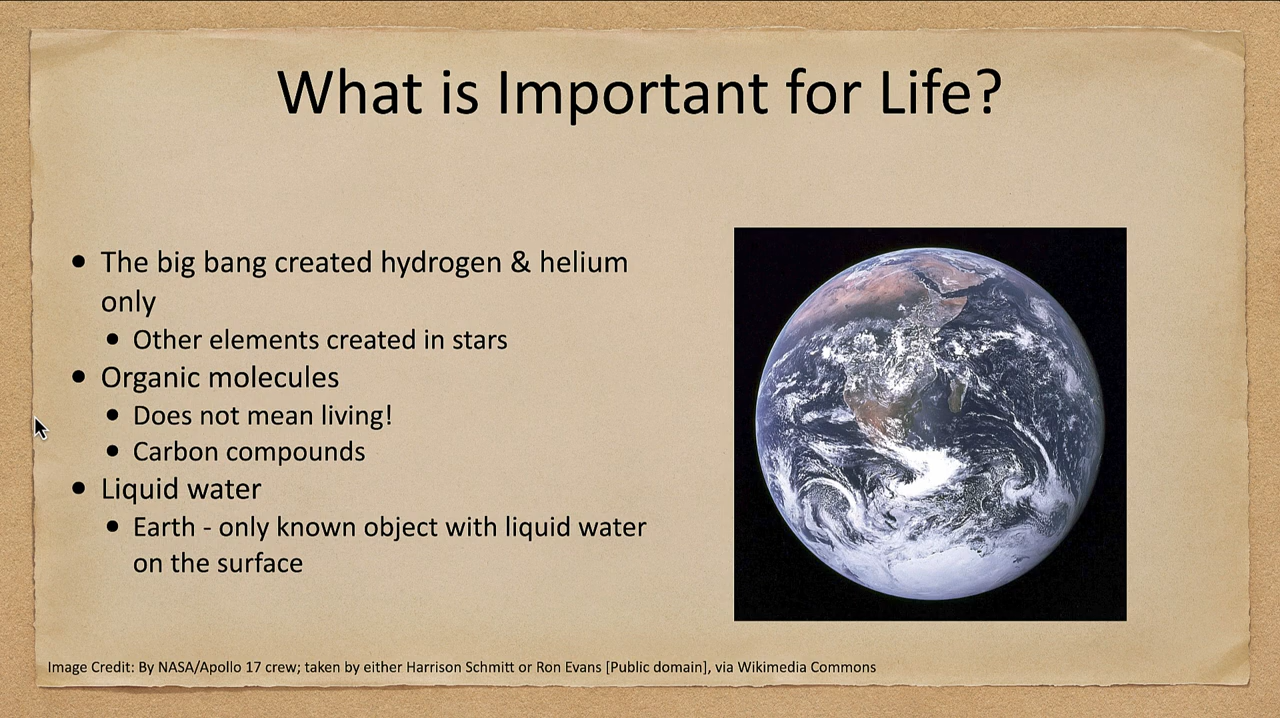 What is Important for Life?
• The big bang created hydrogen & helium
only
• Other elements created in stars
• Organic molecules
• Does not mean living!
• Carbon compounds
• Liquid water
• Earth - only known object with liquid water
on the surface
Image Credit: By NASA/Apollo 17 crew; taken by either Harrison Schmitt or Ron Evans [Public domain], via Wikimedia Commons